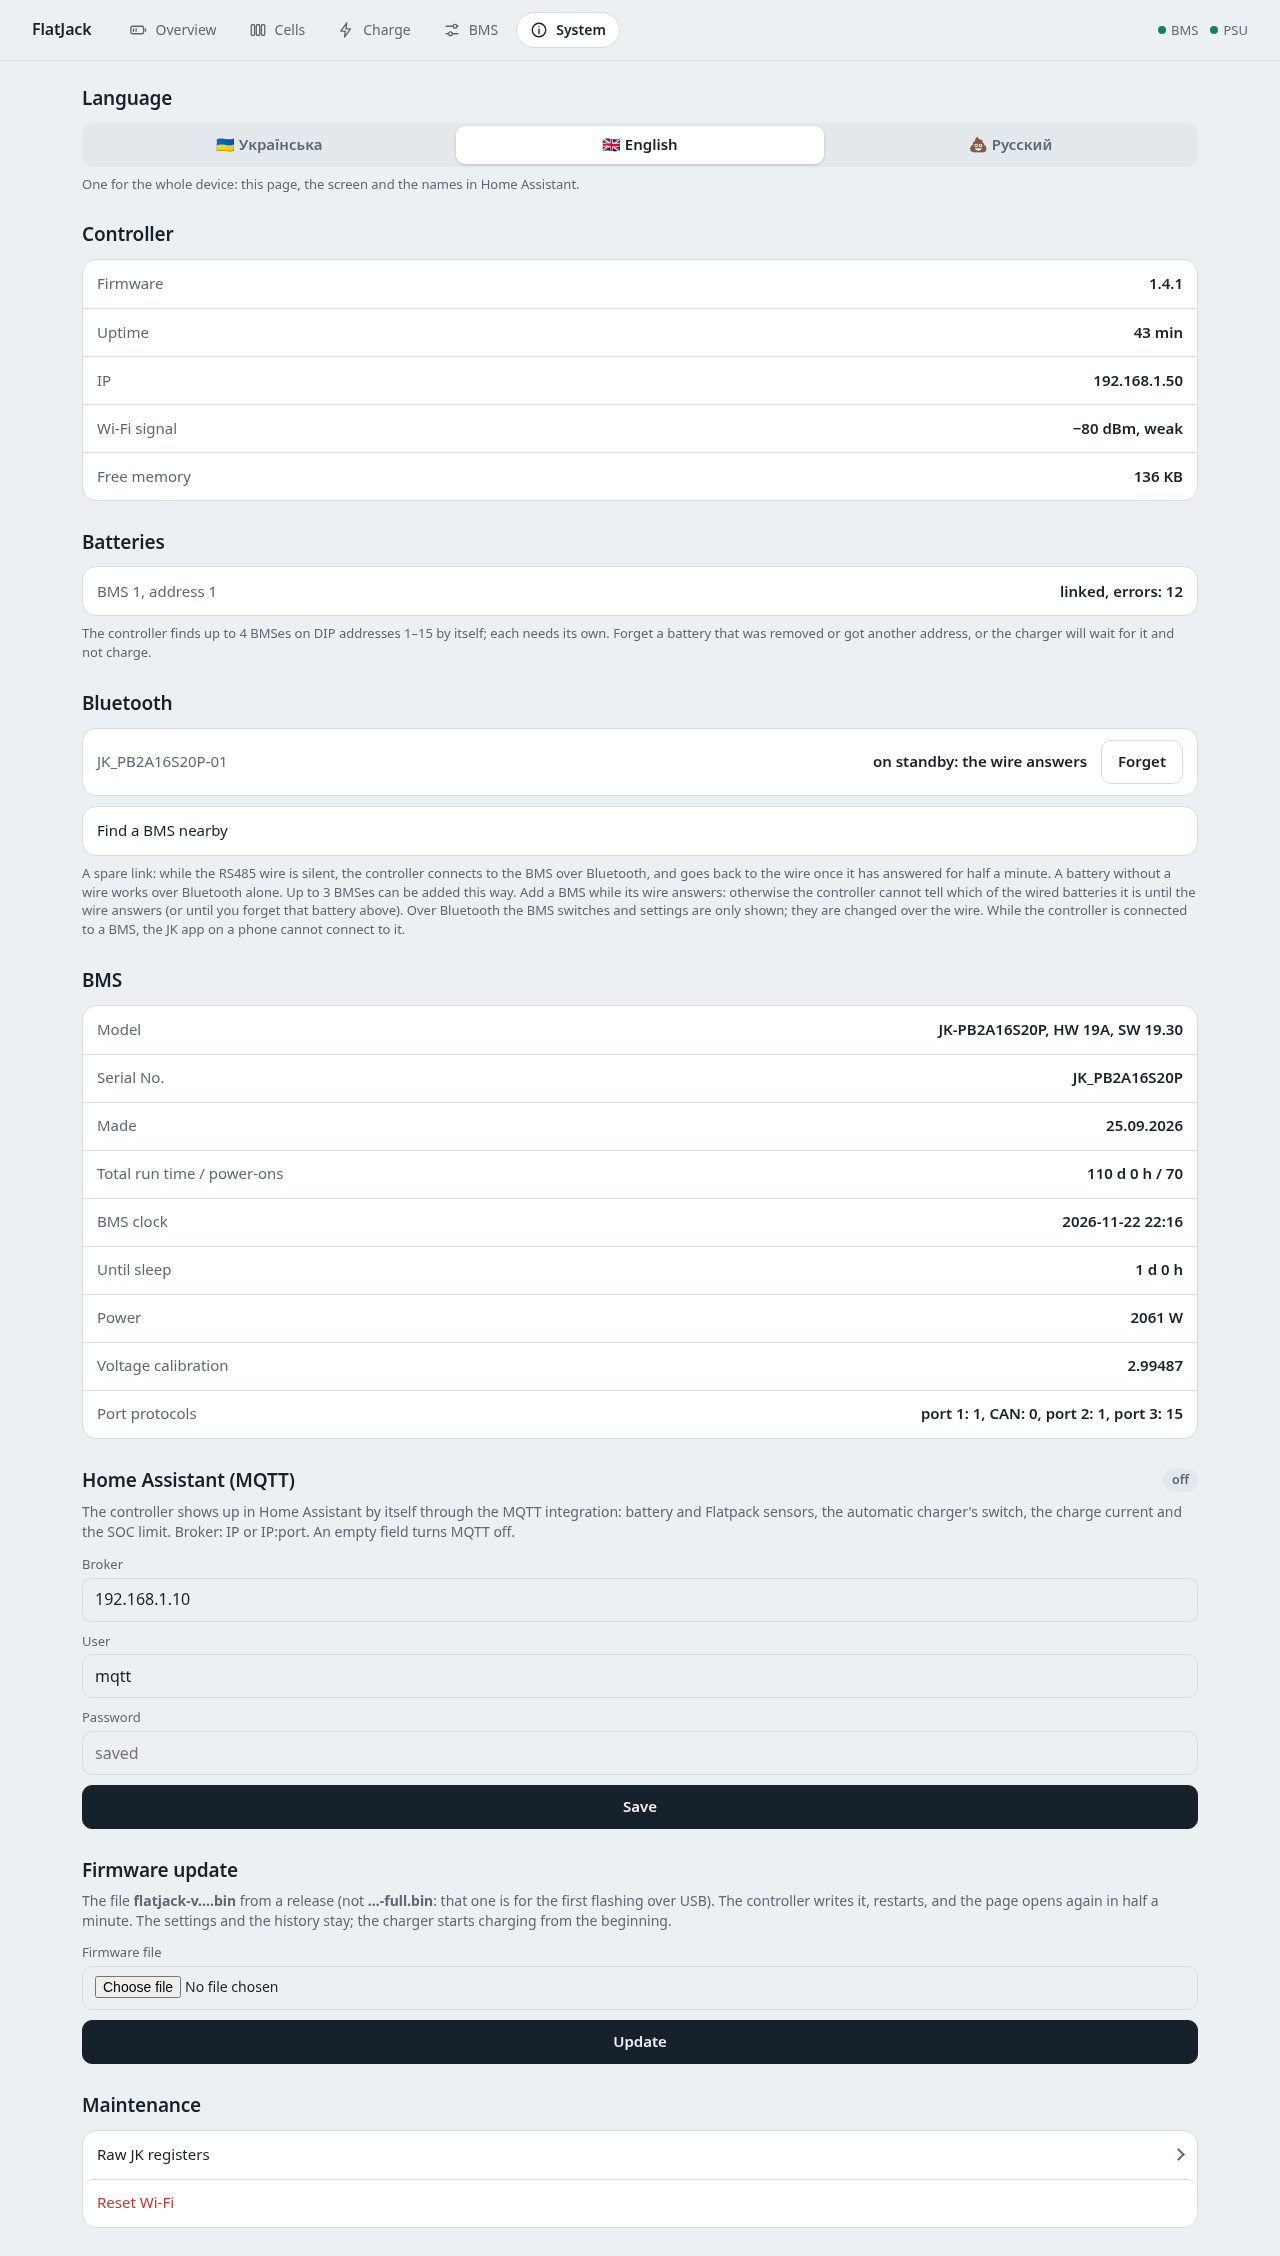 FlatJack
Overview
Cells
Charge
BMS
System
BMS
PSU
Language
🇺🇦 Українська
🇬🇧 English
💩 Русский
One for the whole device: this page, the screen and the names in Home Assistant.
Controller
Firmware 1.4.1
Uptime 43 min
IP 192.168.1.50
Wi-Fi signal −80 dBm, weak
Free memory 136 KB
Batteries
BMS 1, address 1 linked, errors: 12
The controller finds up to 4 BMSes on DIP addresses 1–15 by itself; each needs its own. Forget a battery that was removed or got another address, or the charger will wait for it and
not charge.
Bluetooth
JK_PB2A16S20P-01 on standby: the wire answers Forget
Find a BMS nearby
A spare link: while the RS485 wire is silent, the controller connects to the BMS over Bluetooth, and goes back to the wire once it has answered for half a minute. A battery without a
wire works over Bluetooth alone. Up to 3 BMSes can be added this way. Add a BMS while its wire answers: otherwise the controller cannot tell which of the wired batteries it is until the
wire answers (or until you forget that battery above). Over Bluetooth the BMS switches and settings are only shown; they are changed over the wire. While the controller is connected
to a BMS, the JK app on a phone cannot connect to it.
BMS
Model JK-PB2A16S20P, HW 19A, SW 19.30
Serial No. JK_PB2A16S20P
Made 25.09.2026
Total run time / power-ons 110 d 0 h / 70
BMS clock 2026-11-22 22:16
Until sleep 1 d 0 h
Power 2061 W
Voltage calibration 2.99487
Port protocols port 1: 1, CAN: 0, port 2: 1, port 3: 15
Home Assistant (MQTT) off
The controller shows up in Home Assistant by itself through the MQTT integration: battery and Flatpack sensors, the automatic charger's switch, the charge current and
the SOC limit. Broker: IP or IP:port. An empty field turns MQTT off.
Broker
192.168.1.10
User
mqtt
Password
saved
Save
Firmware update
The file flatjack-v….bin from a release (not …-full.bin: that one is for the first flashing over USB). The controller writes it, restarts, and the page opens again in half a
minute. The settings and the history stay; the charger starts charging from the beginning.
Firmware file
Choose file No file chosen
Update
Maintenance
Raw JK registers
Reset Wi-Fi